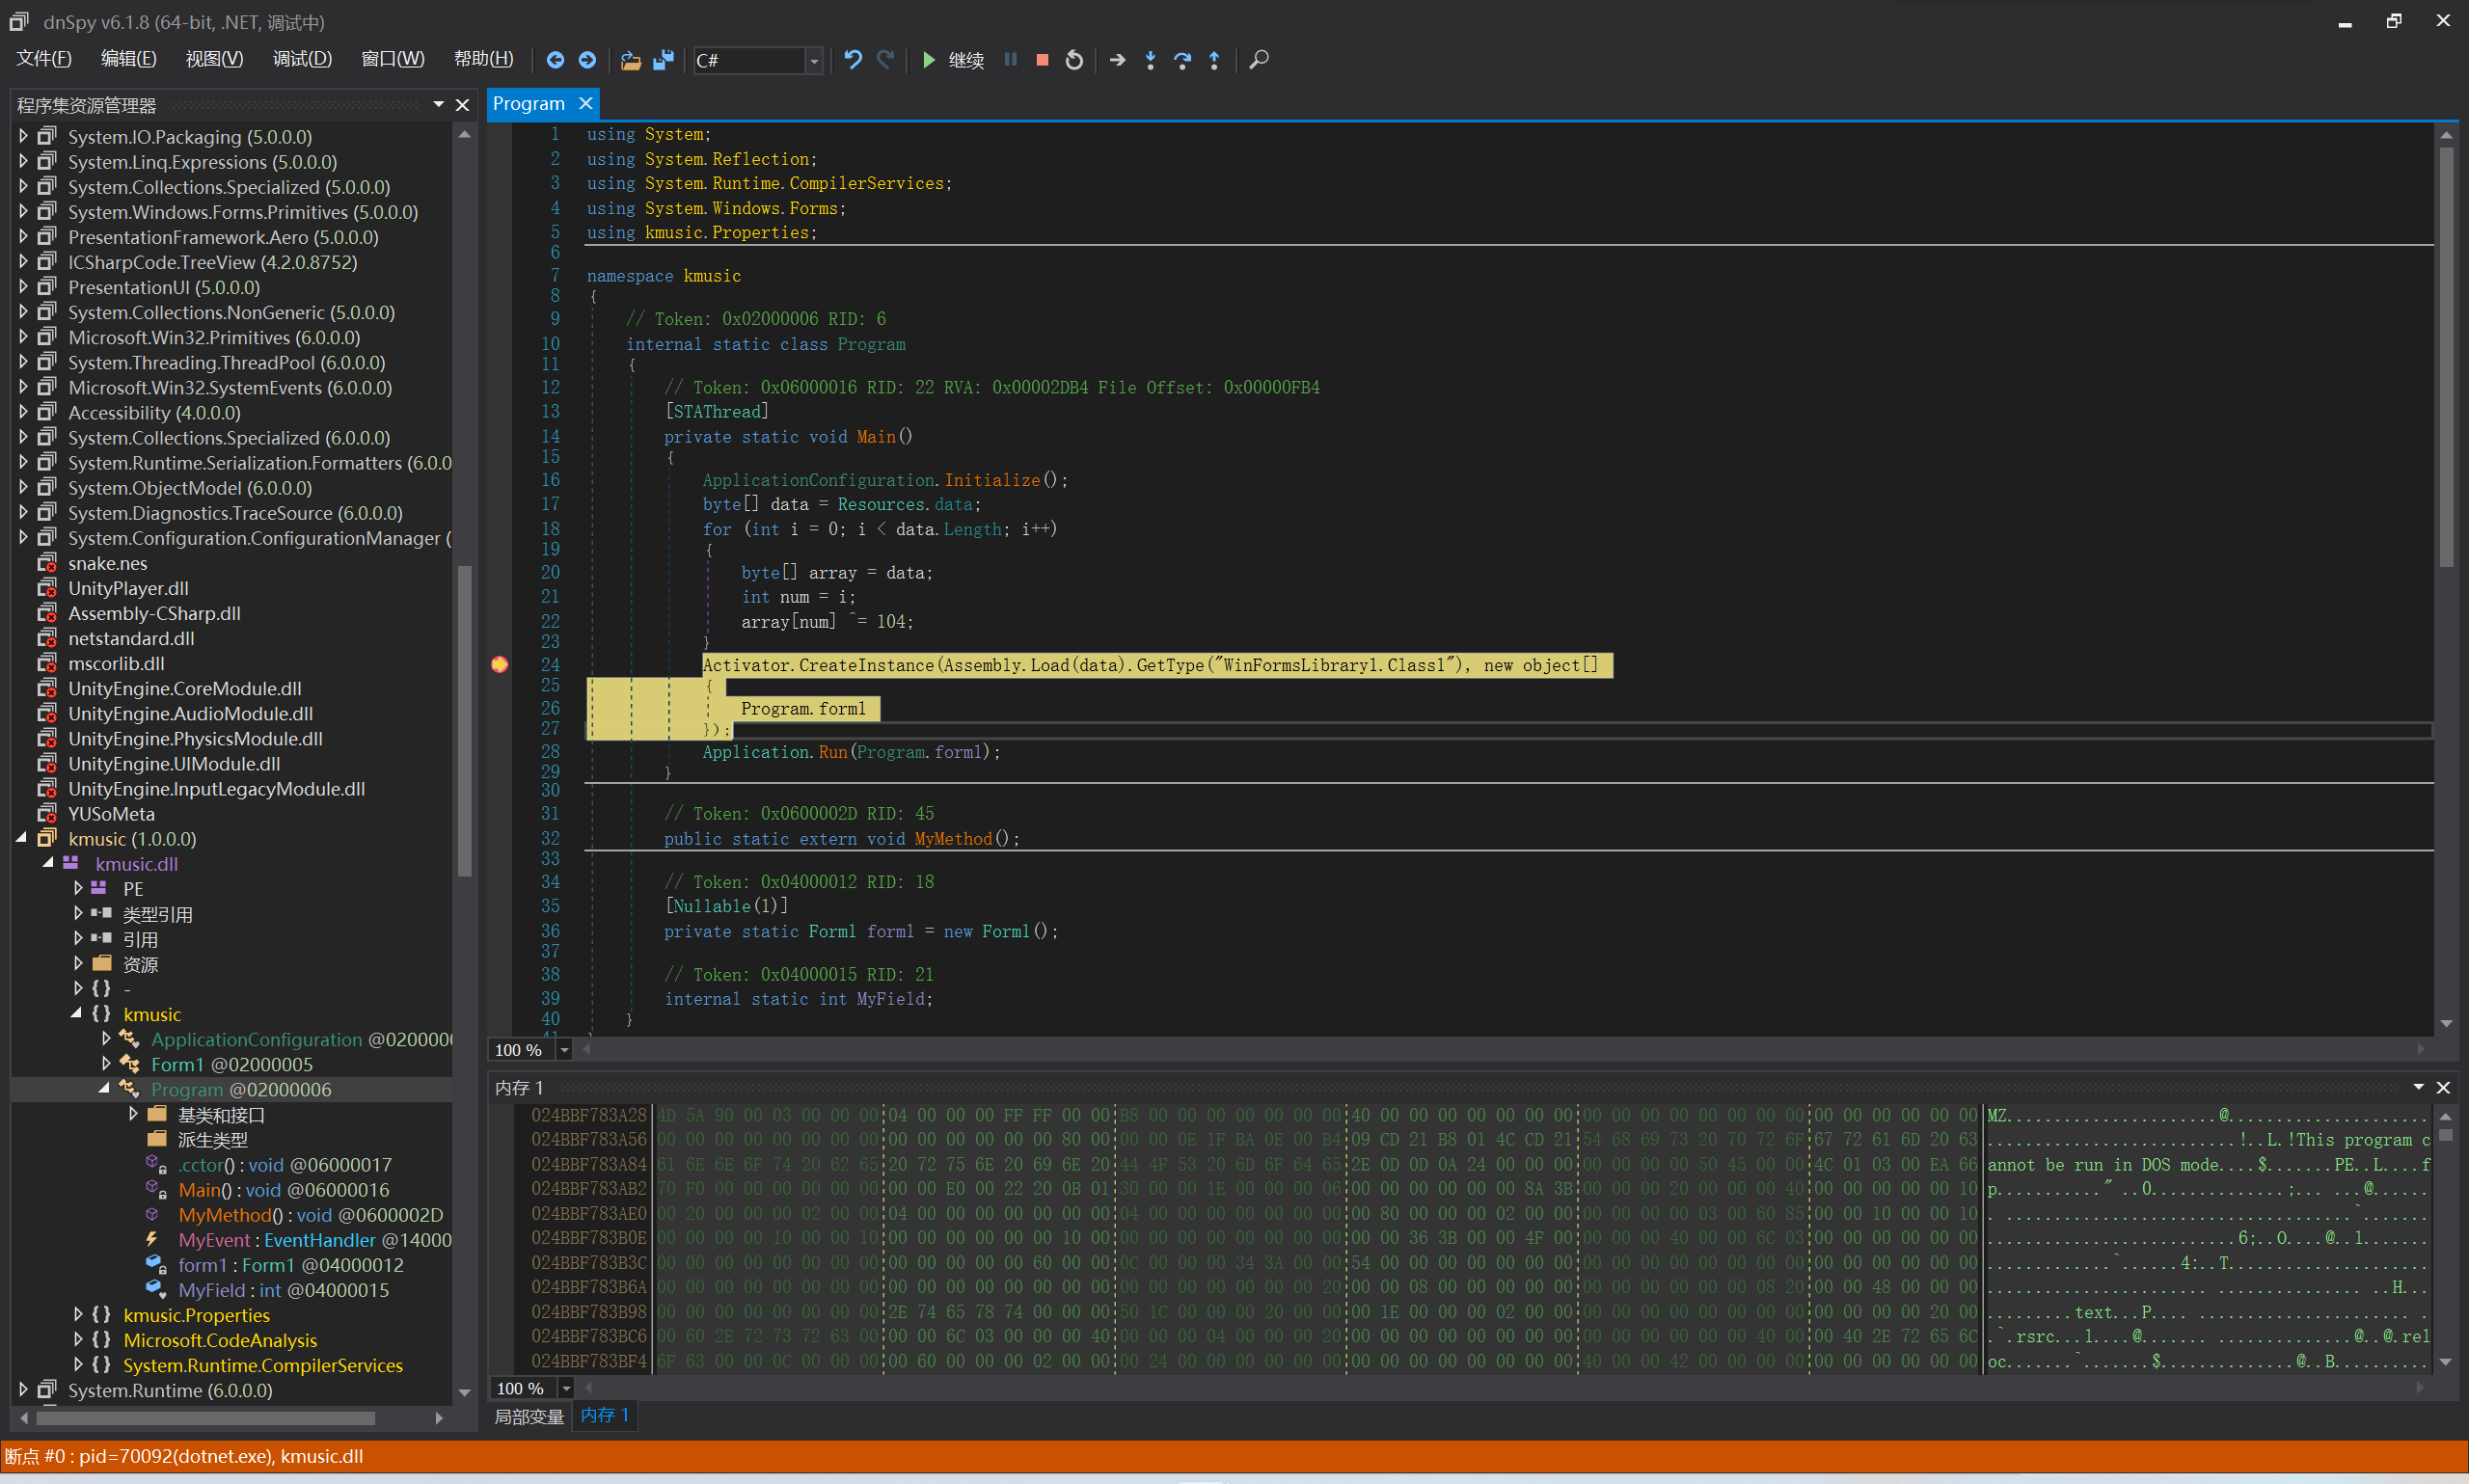 dnSpy v6.1.8 (64-bit, .NET, 调试中)
文件(F) 编辑(E) 视图(V) 调试(D) 窗口(W) 帮助(H) C# 继续
程序集资源管理器
System.IO.Packaging (5.0.0.0)
System.Linq.Expressions (5.0.0.0)
System.Collections.Specialized (5.0.0.0)
System.Windows.Forms.Primitives (5.0.0.0)
PresentationFramework.Aero (5.0.0.0)
ICSharpCode.TreeView (4.2.0.8752)
PresentationUI (5.0.0.0)
System.Collections.NonGeneric (5.0.0.0)
Microsoft.Win32.Primitives (6.0.0.0)
System.Threading.ThreadPool (6.0.0.0)
Microsoft.Win32.SystemEvents (6.0.0.0)
Accessibility (4.0.0.0)
System.Collections.Specialized (6.0.0.0)
System.Runtime.Serialization.Formatters (6.0.0
System.ObjectModel (6.0.0.0)
System.Diagnostics.TraceSource (6.0.0.0)
System.Configuration.ConfigurationManager (
snake.nes
UnityPlayer.dll
Assembly-CSharp.dll
netstandard.dll
mscorlib.dll
UnityEngine.CoreModule.dll
UnityEngine.AudioModule.dll
UnityEngine.PhysicsModule.dll
UnityEngine.UIModule.dll
UnityEngine.InputLegacyModule.dll
YUSoMeta
kmusic (1.0.0.0)
kmusic.dll
PE
类型引用
引用
资源
{ } -
{ } kmusic
ApplicationConfiguration @0200000
Form1 @02000005
Program @02000006
基类和接口
派生类型
.cctor() : void @06000017
Main() : void @06000016
MyMethod() : void @0600002D
MyEvent : EventHandler @14000
form1 : Form1 @04000012
MyField : int @04000015
{ } kmusic.Properties
{ } Microsoft.CodeAnalysis
{ } System.Runtime.CompilerServices
System.Runtime (6.0.0.0)
Program
1 using System;
2 using System.Reflection;
3 using System.Runtime.CompilerServices;
4 using System.Windows.Forms;
5 using kmusic.Properties;
6
7 namespace kmusic
8 {
9 // Token: 0x02000006 RID: 6
10 internal static class Program
11 {
12 // Token: 0x06000016 RID: 22 RVA: 0x00002DB4 File Offset: 0x00000FB4
13 [STAThread]
14 private static void Main()
15 {
16 ApplicationConfiguration.Initialize();
17 byte[] data = Resources.data;
18 for (int i = 0; i < data.Length; i++)
19 {
20 byte[] array = data;
21 int num = i;
22 array[num] ^= 104;
23 }
24 Activator.CreateInstance(Assembly.Load(data).GetType("WinFormsLibrary1.Class1"), new object[]
25 {
26 Program.form1
27 });
28 Application.Run(Program.form1);
29 }
30
31 // Token: 0x0600002D RID: 45
32 public static extern void MyMethod();
33
34 // Token: 0x04000012 RID: 18
35 [Nullable(1)]
36 private static Form1 form1 = new Form1();
37
38 // Token: 0x04000015 RID: 21
39 internal static int MyField;
40 }
100 %
内存 1
024BBF783A28 4D 5A 90 00 03 00 00 00 04 00 00 00 FF FF 00 00 B8 00 00 00 00 00 00 00 40 00 00 00 00 00 00 00 00 00 00 00 00 00 00 00 00 00 00 00 00 00 MZ......................@.....................
024BBF783A56 00 00 00 00 00 00 00 00 00 00 00 00 00 00 80 00 00 00 0E 1F BA 0E 00 B4 09 CD 21 B8 01 4C CD 21 54 68 69 73 20 70 72 6F 67 72 61 6D 20 63 ..........................!..L.!This program c
024BBF783A84 61 6E 6E 6F 74 20 62 65 20 72 75 6E 20 69 6E 20 44 4F 53 20 6D 6F 64 65 2E 0D 0D 0A 24 00 00 00 00 00 00 00 50 45 00 00 4C 01 03 00 EA 66 annot be run in DOS mode....$.......PE..L....f
024BBF783AB2 70 F0 00 00 00 00 00 00 00 00 E0 00 22 20 0B 01 30 00 00 1E 00 00 00 06 00 00 00 00 00 00 8A 3B 00 00 00 20 00 00 00 40 00 00 00 00 00 10 p..........." ..0..............;... ...@......
024BBF783AE0 00 20 00 00 00 02 00 00 04 00 00 00 00 00 00 00 04 00 00 00 00 00 00 00 00 80 00 00 00 02 00 00 00 00 00 00 03 00 60 85 00 00 10 00 00 10
024BBF783B0E 00 00 00 00 10 00 00 10 00 00 00 00 00 00 10 00 00 00 00 00 00 00 00 00 00 00 36 3B 00 00 4F 00 00 00 00 40 00 00 6C 03 00 00 00 00 00 00 ..........................6;..O....@..l.......
024BBF783B3C 00 00 00 00 00 00 00 00 00 00 00 00 00 60 00 00 0C 00 00 00 34 3A 00 00 54 00 00 00 00 00 00 00 00 00 00 00 00 00 00 00 00 00 00 00 00 00 .............`......4:..T.....................
024BBF783B6A 00 00 00 00 00 00 00 00 00 00 00 00 00 00 00 00 00 00 00 00 00 00 00 20 00 00 08 00 00 00 00 00 00 00 00 00 00 00 08 20 00 00 48 00 00 00 ....................... ............... ..H...
024BBF783B98 00 00 00 00 00 00 00 00 2E 74 65 78 74 00 00 00 50 1C 00 00 00 20 00 00 00 1E 00 00 00 02 00 00 00 00 00 00 00 00 00 00 00 00 00 00 20 00 .........text...P.... ...................... .
024BBF783BC6 00 60 2E 72 73 72 63 00 00 00 6C 03 00 00 00 40 00 00 00 04 00 00 00 20 00 00 00 00 00 00 00 00 00 00 00 00 40 00 00 40 2E 72 65 6C .`.rsrc...l....@....... ............@..@.rel
024BBF783BF4 6F 63 00 00 0C 00 00 00 00 60 00 00 00 02 00 00 00 24 00 00 00 00 00 00 00 00 00 00 00 00 00 00 40 00 00 42 00 00 00 00 00 00 00 00 00 00 oc.......`.......$..............@..B..........
100 %
局部变量 内存 1
断点 #0 : pid=70092(dotnet.exe), kmusic.dll